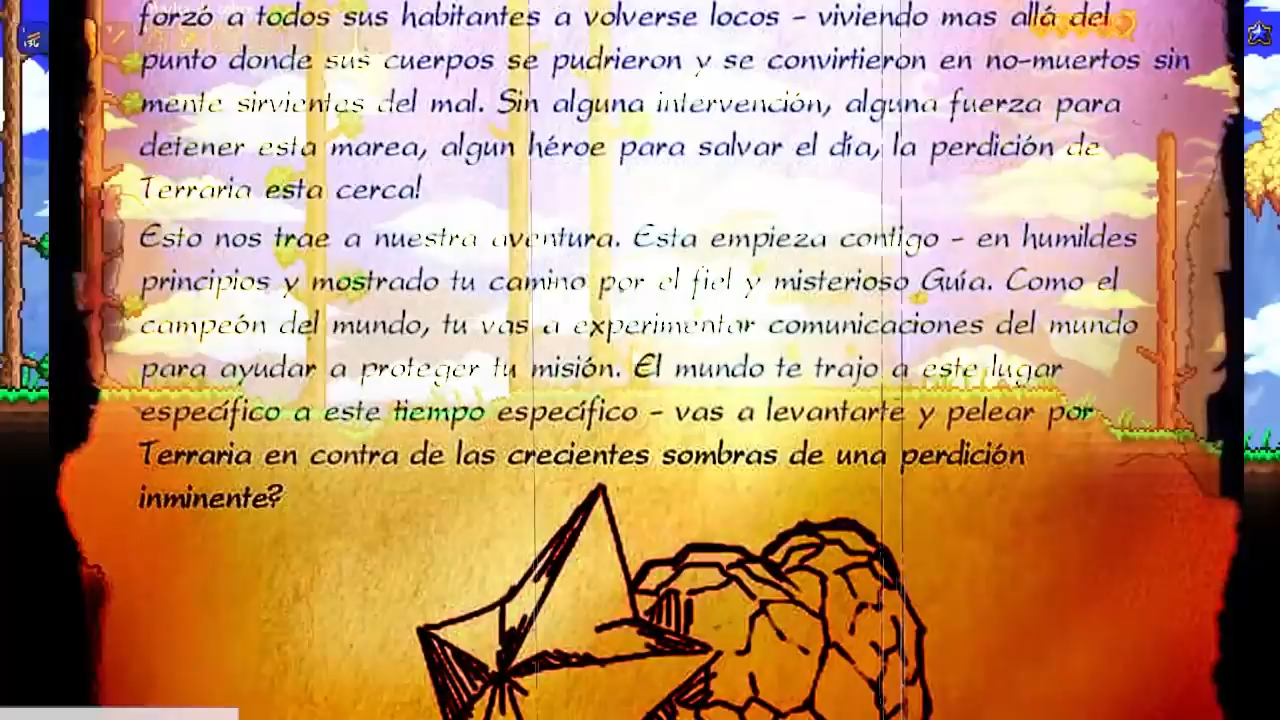 forzó a todos sus habitantes a volverse locos - viviendo mas allá del
punto donde sus cuerpos se pudrieron y se convirtieron en no-muertos sin
mente sirvientes del mal. Sin alguna intervención, alguna fuerza para
detener esta marea, algun héroe para salvar el día, la perdición de
Terraria esta cerca!
Esto nos trae a nuestra aventura. Esta empieza contigo - en humildes
principios y mostrado tu camino por el fiel y misterioso Guía. Como el
campeón del mundo, tu vas a experimentar comunicaciones del mundo
para ayudar a proteger tu misión. El mundo te trajo a este lugar
específico a este tiempo específico - vas a levantarte y pelear por
Terraria en contra de las crecientes sombras de una perdición
inminente?